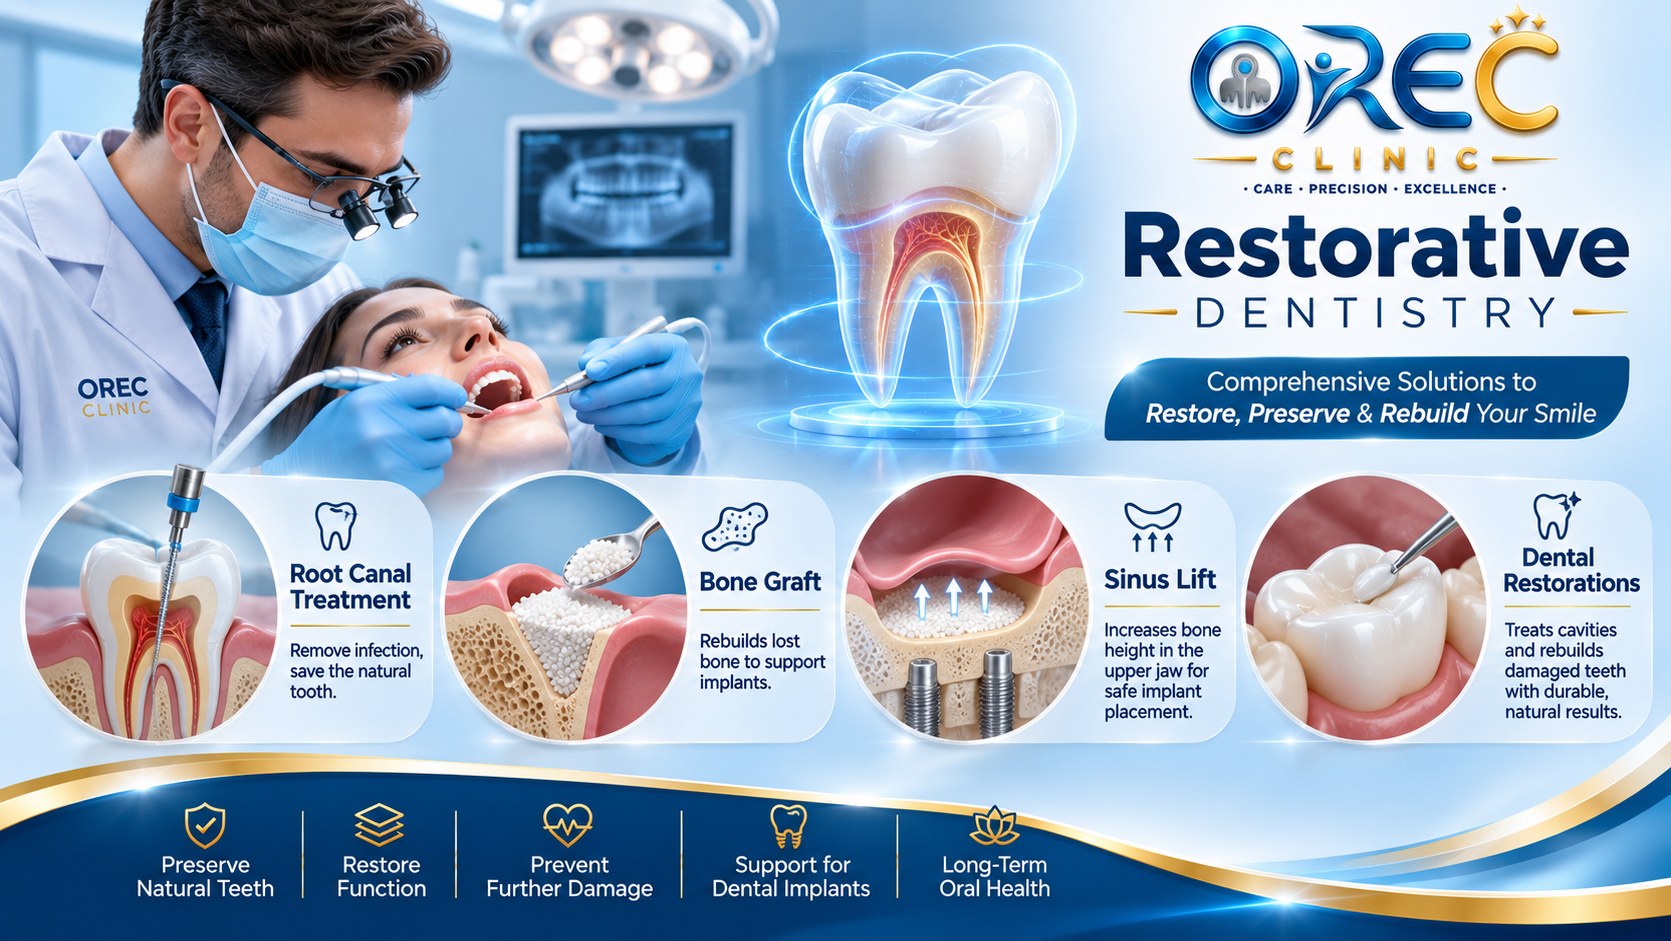 OREC
CLINIC
· CARE · PRECISION · EXCELLENCE ·
Restorative
DENTISTRY
Comprehensive Solutions to
Restore, Preserve & Rebuild Your Smile
OREC
CLINIC
Root Canal
Treatment
Remove infection,
save the natural
tooth.
Bone Graft
Rebuilds lost
bone to support
implants.
Sinus Lift
Increases bone
height in the
upper jaw for
safe implant
placement.
Dental
Restorations
Treats cavities
and rebuilds
damaged teeth
with durable,
natural results.
Preserve
Natural Teeth
Restore
Function
Prevent
Further Damage
Support for
Dental Implants
Long-Term
Oral Health